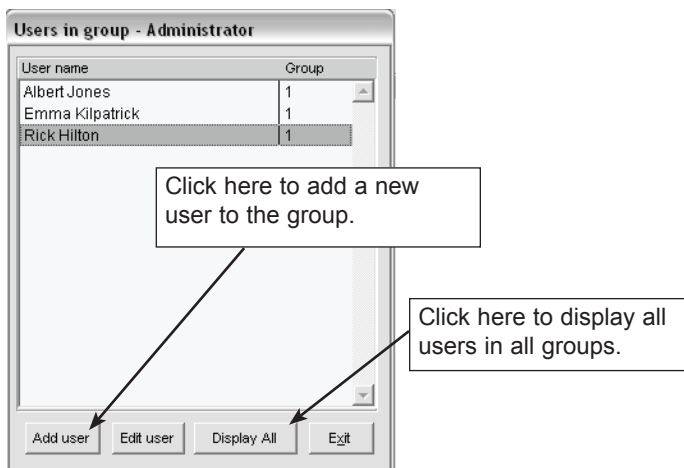 Users in group - Administrator
User name Group
Albert Jones 1
Emma Kilpatrick 1
Rick Hilton 1
Click here to add a new
user to the group.
Click here to display all
users in all groups.
Add user Edit user Display All Exit